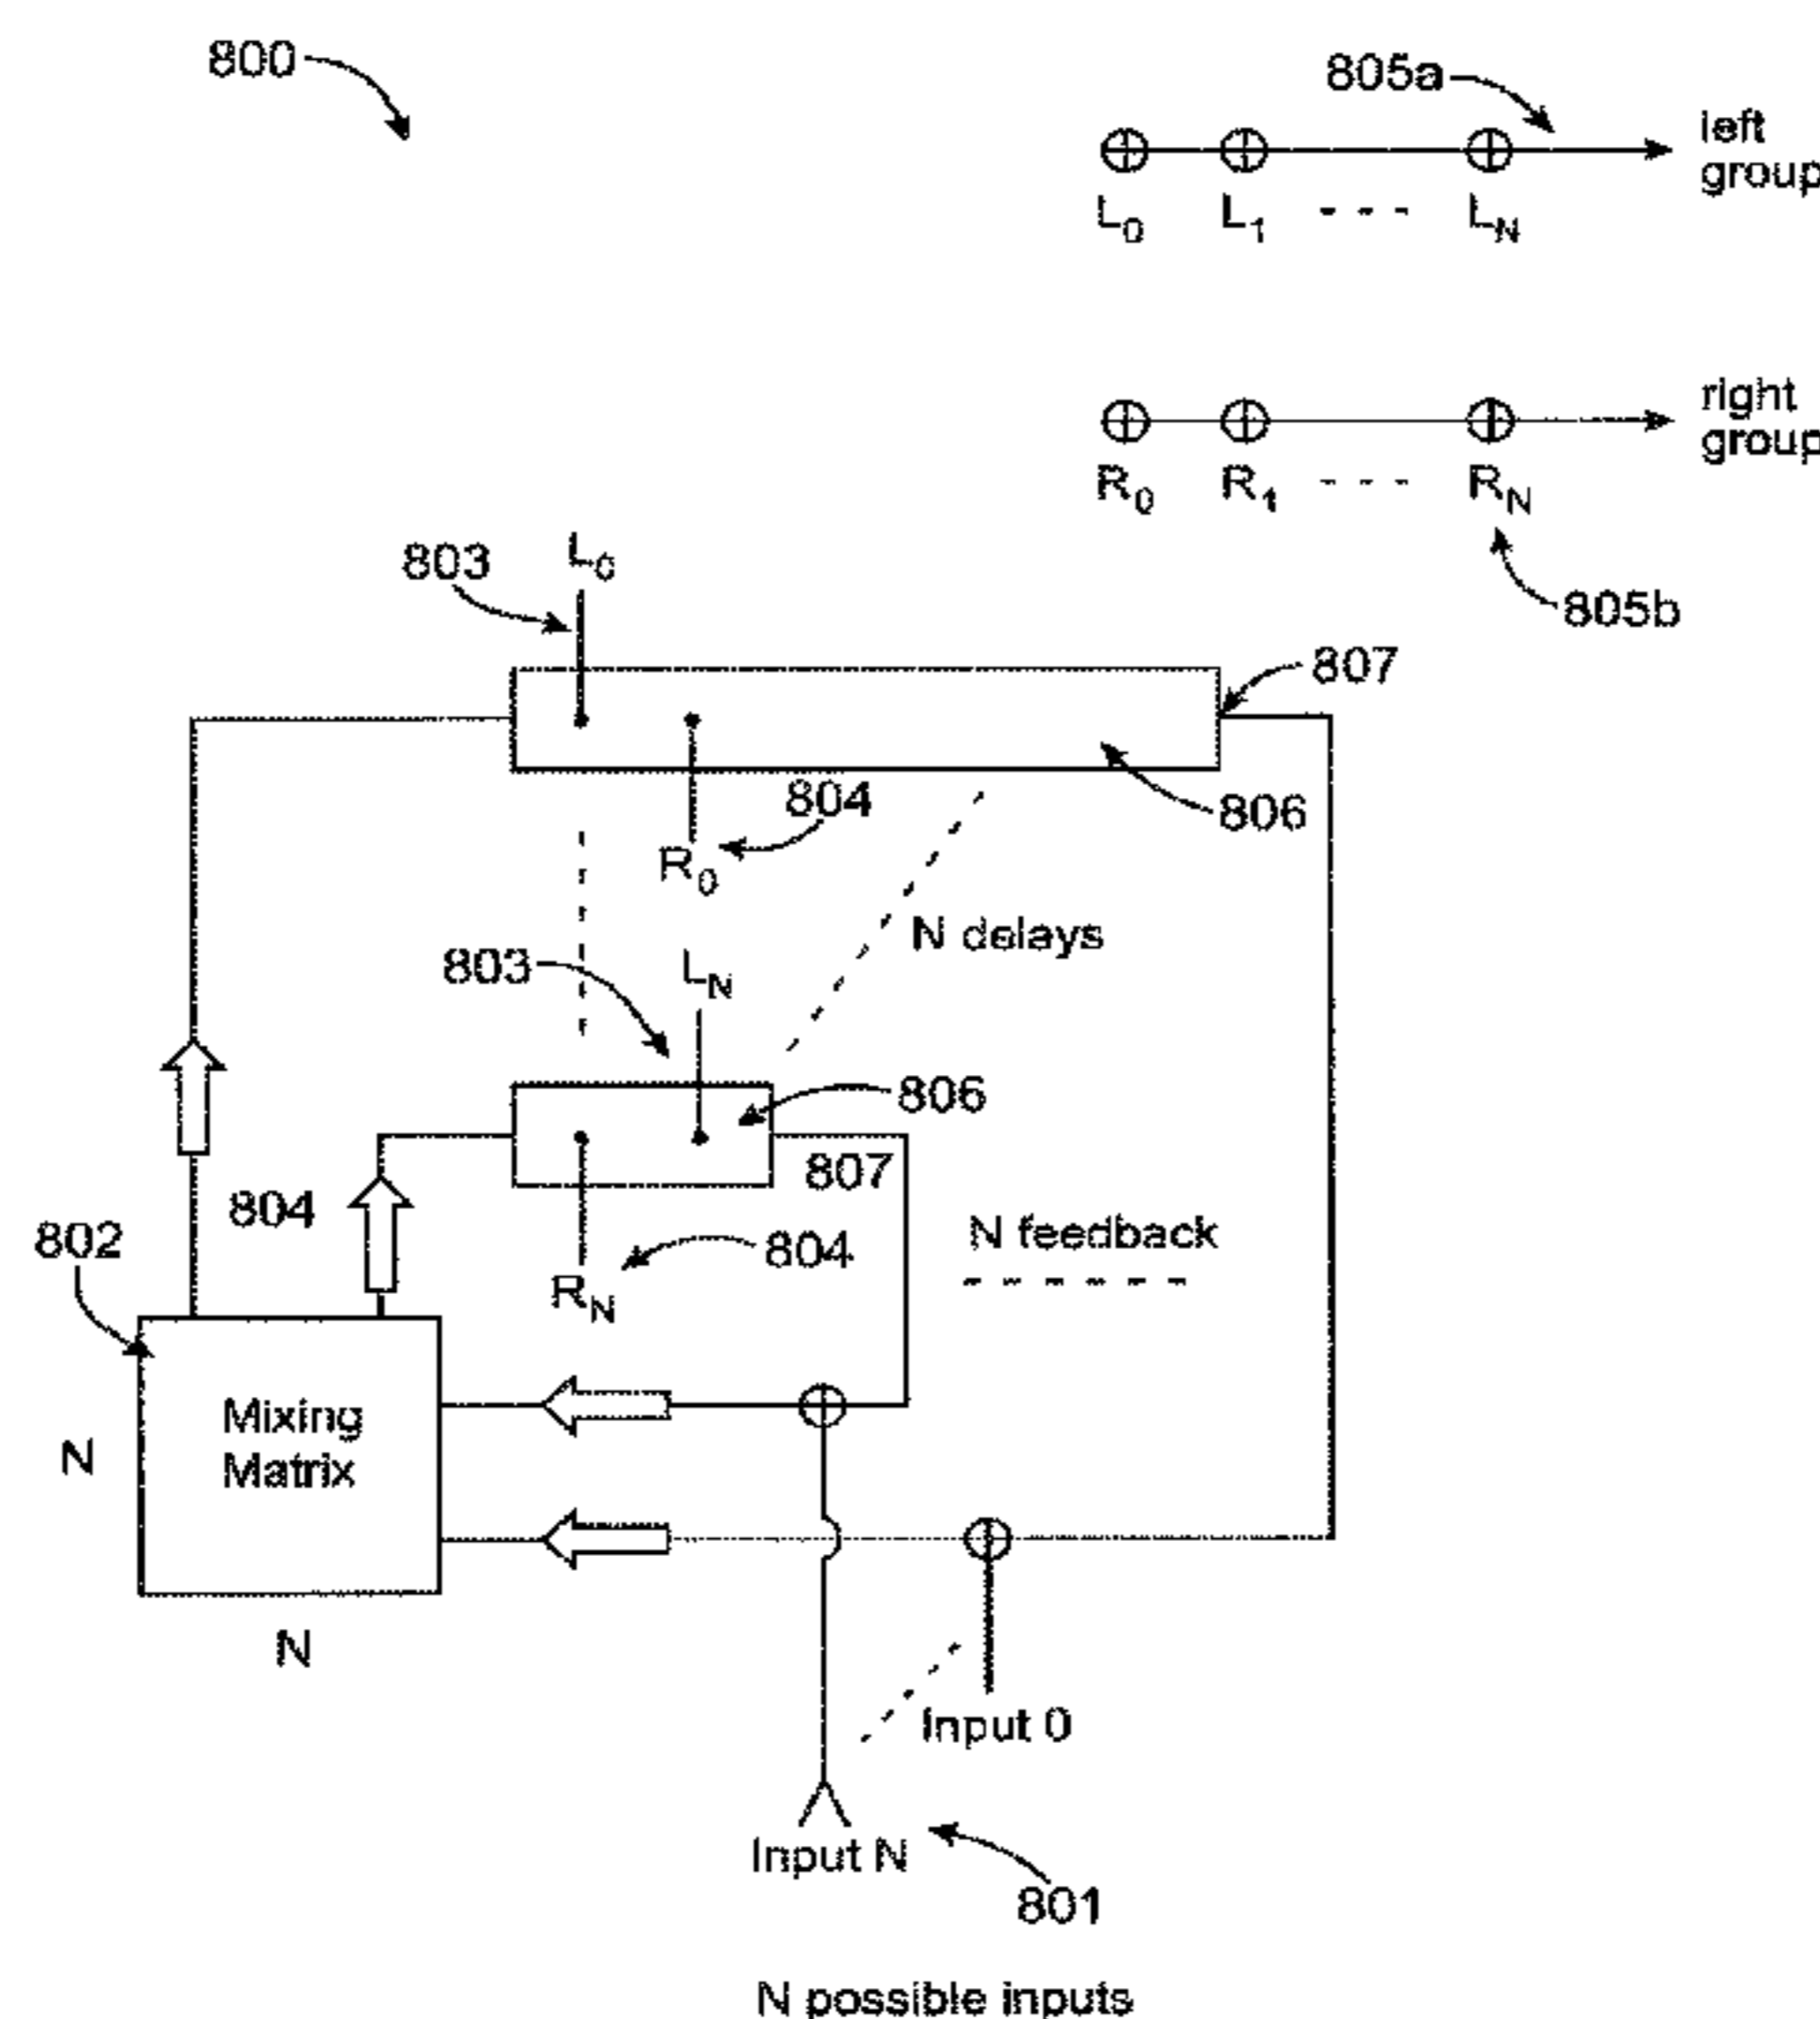 800
805a
left
group
L0 L1 - - - LN
right
group
R0 R1 - - - RN
805b
803
L0
807
804
806
R0
N delays
803
LN
806
807
804
802
N feedback
804
RN
Mixing
Matrix
N
N
Input 0
Input N
801
N possible inputs